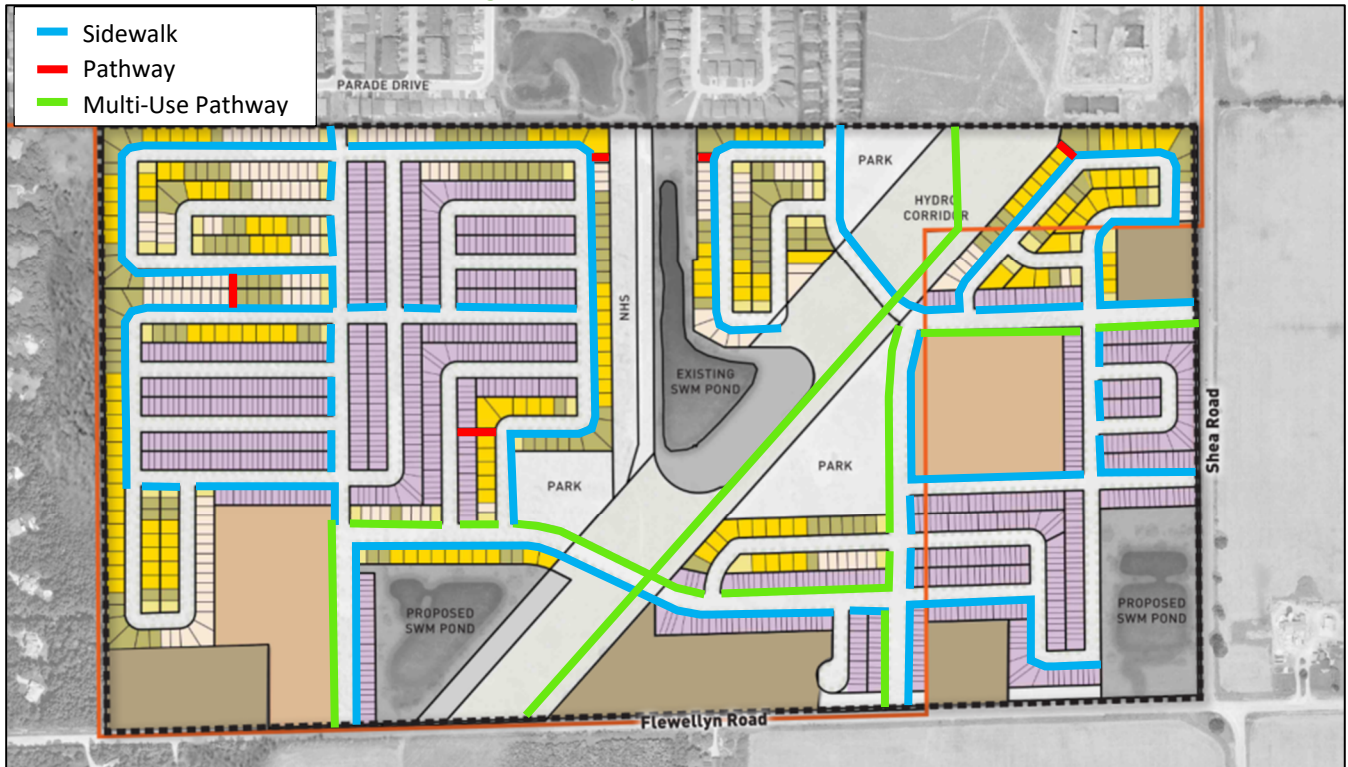 Sidewalk
Pathway
Multi-Use Pathway
PARADE DRIVE
PARK
HYDRO
CORRIDOR
NHS
EXISTING
SWM POND
Shea Road
PARK
PARK
PROPOSED
SWM POND
PROPOSED
SWM POND
Flewellyn Road